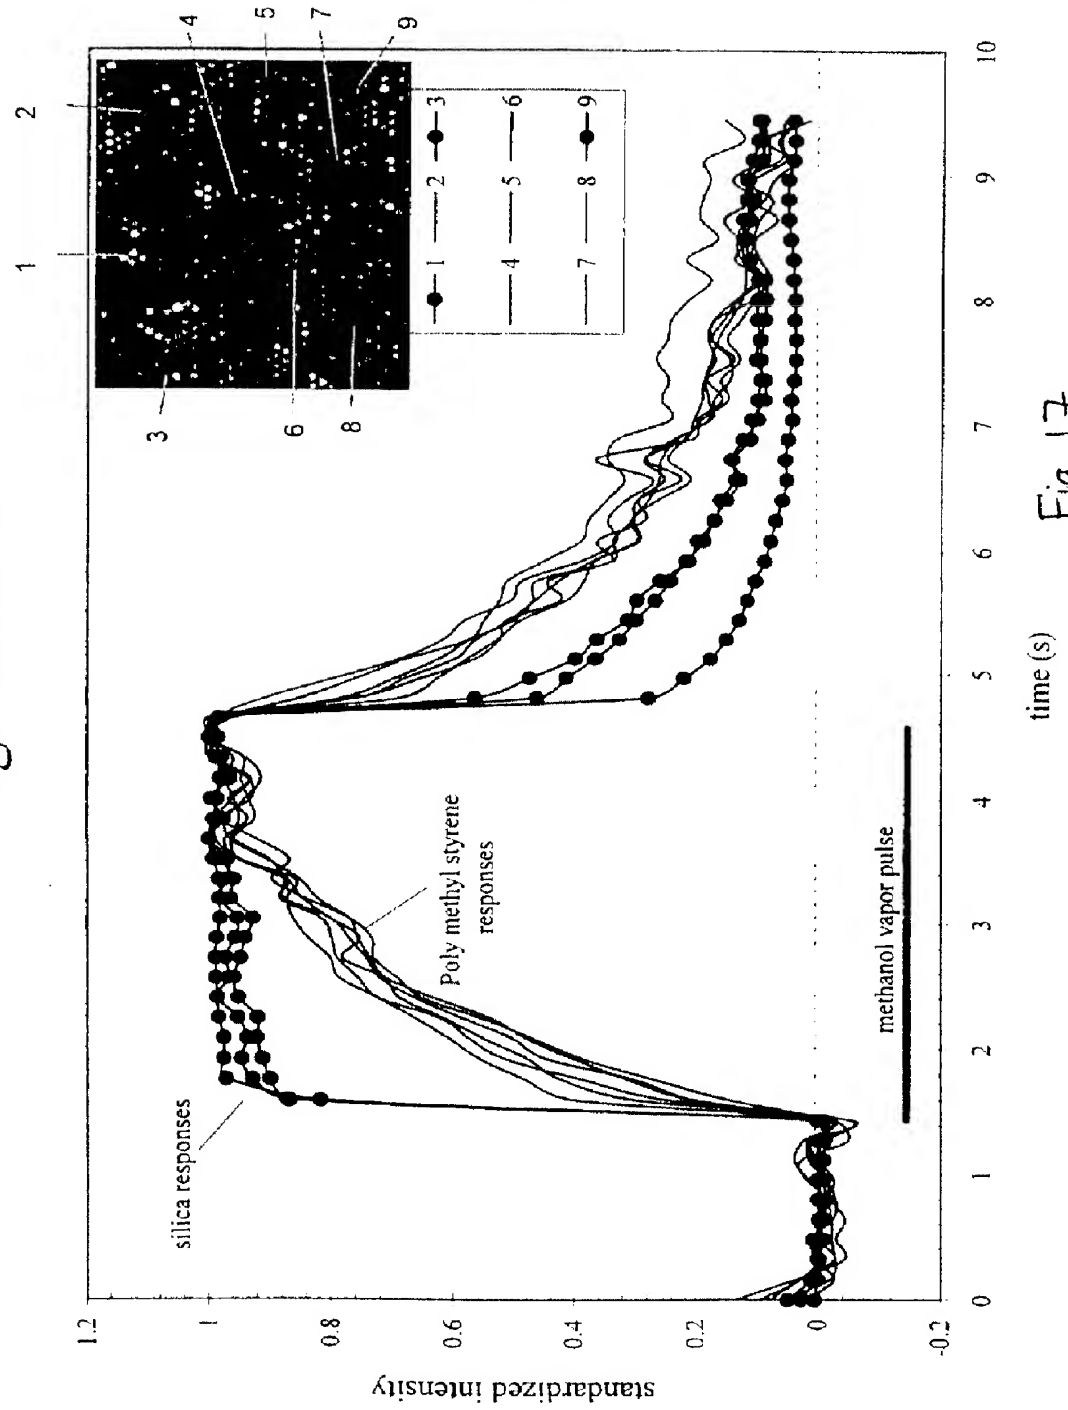 1.2
1
0.8
0.6
0.4
0.2
0
-0.2
standardized intensity
0 1 2 3 4 5 6 7 8 9 10
time (s)
silica responses
Poly methyl styrene
responses
methanol vapor pulse
1 2
3
4
5
6
7
8
9
1 2 3
4 5 6
7 8 9
Fig. 17